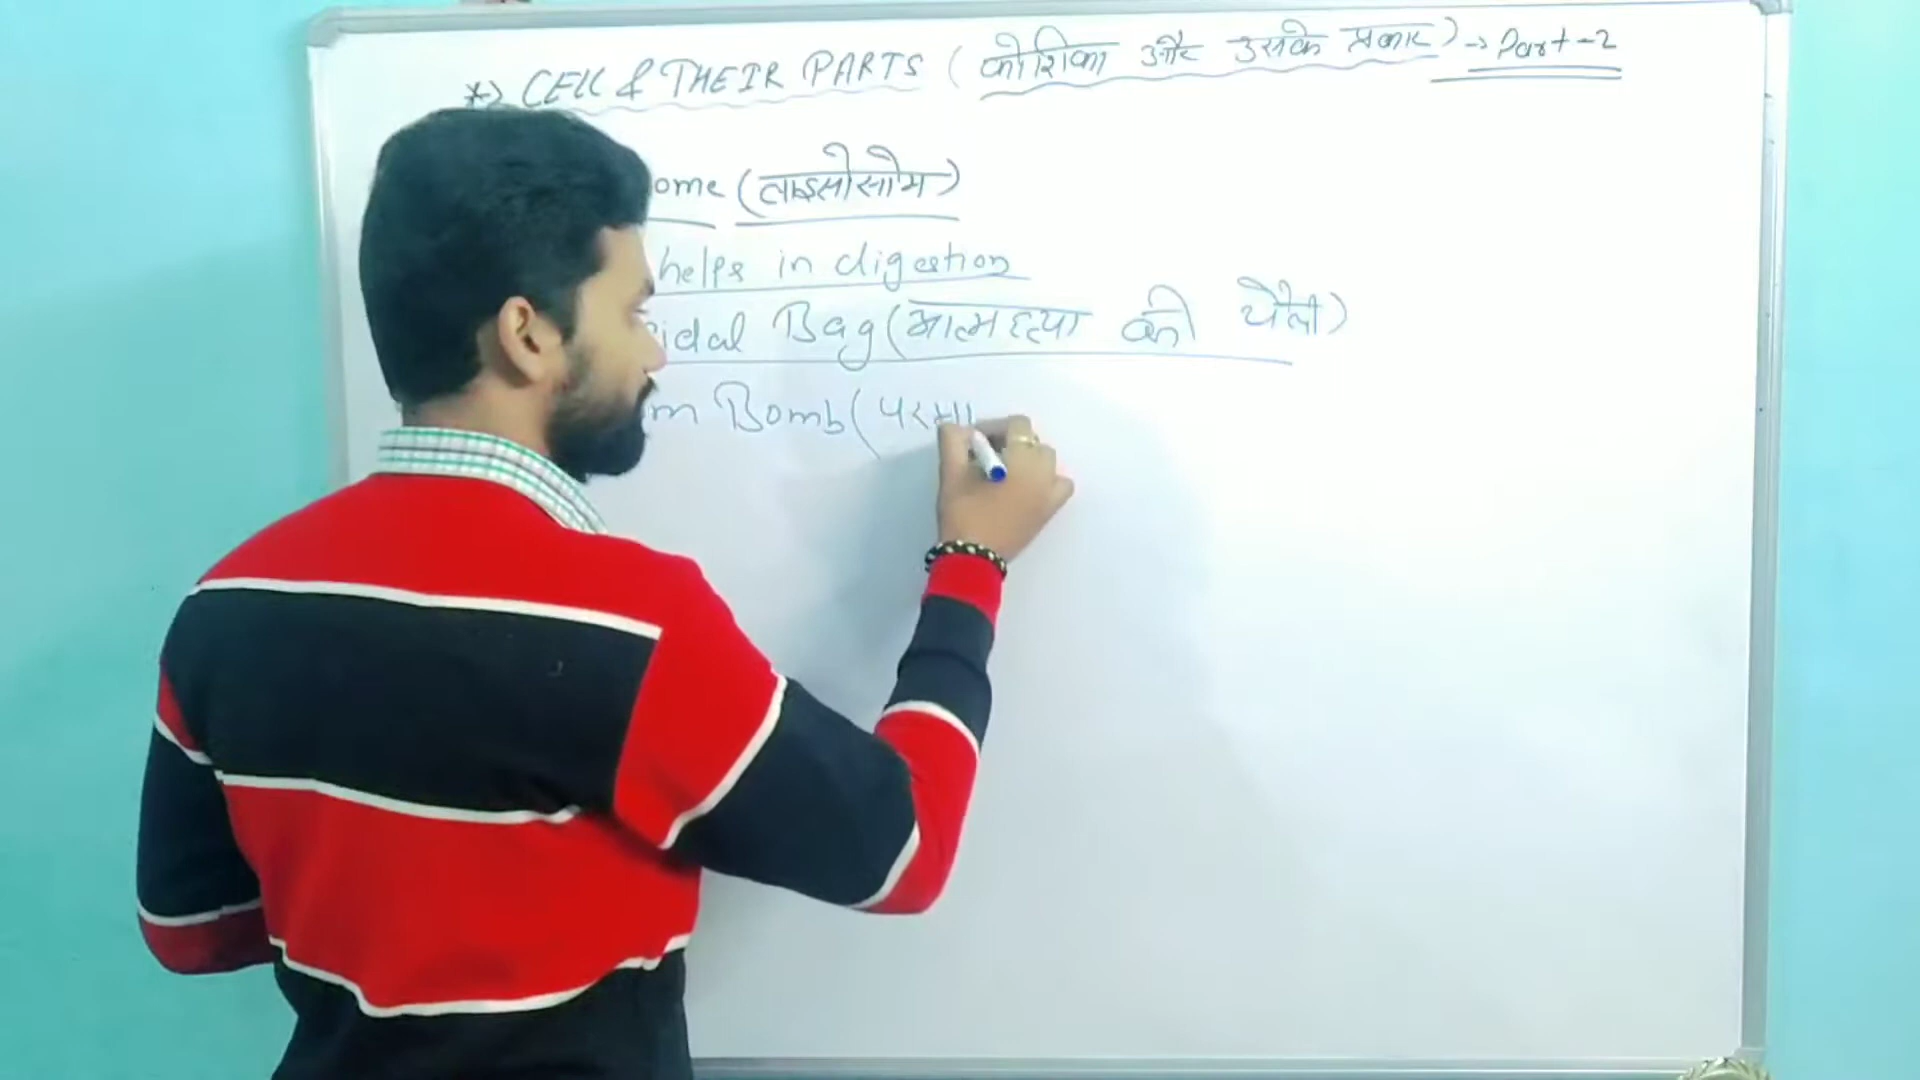 *) CELL & THEIR PARTS (कोशिका और उसके प्रकार) → Part-2
ome (लाइसोसोम)
helps in digestion
idal Bag (आत्महत्या की थैली)
m Bomb (परमा